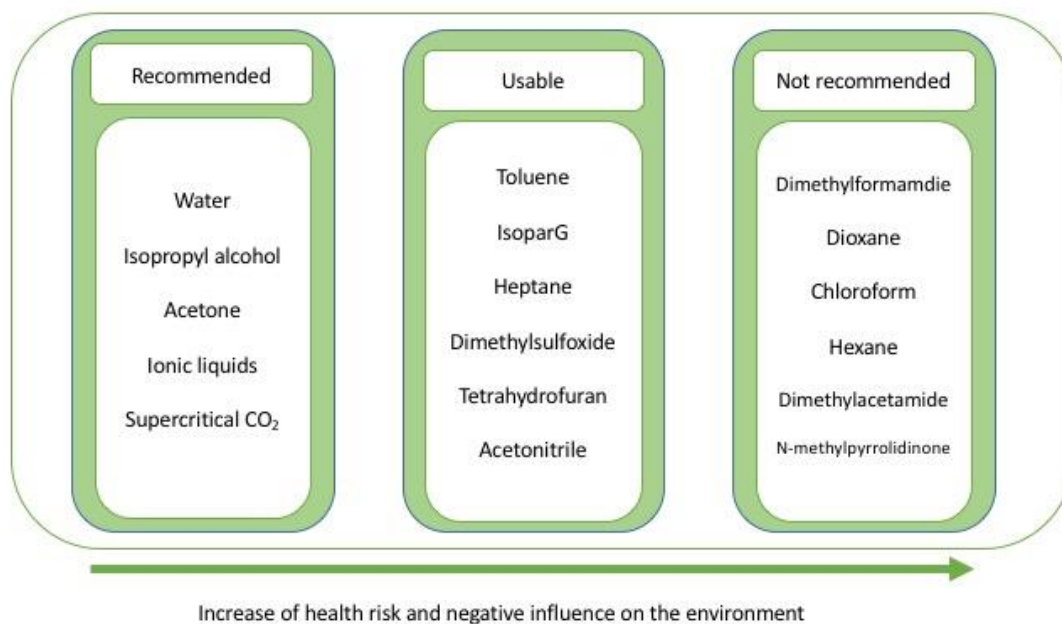 Recommended
Water
Isopropyl alcohol
Acetone
Ionic liquids
Supercritical CO₂
Usable
Toluene
IsoparG
Heptane
Dimethylsulfoxide
Tetrahydrofuran
Acetonitrile
Not recommended
Dimethylformamdie
Dioxane
Chloroform
Hexane
Dimethylacetamide
N-methylpyrrolidinone
Increase of health risk and negative influence on the environment